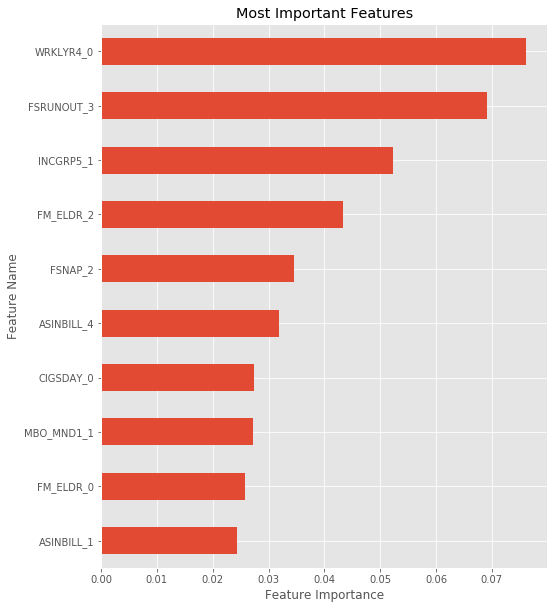 Most Important Features
WRKLYR4_0
FSRUNOUT_3
INCGRP5_1
FM_ELDR_2
FSNAP_2
ASINBILL_4
CIGSDAY_0
MBO_MND1_1
FM_ELDR_0
ASINBILL_1
Feature Name
0.00 0.01 0.02 0.03 0.04 0.05 0.06 0.07
Feature Importance